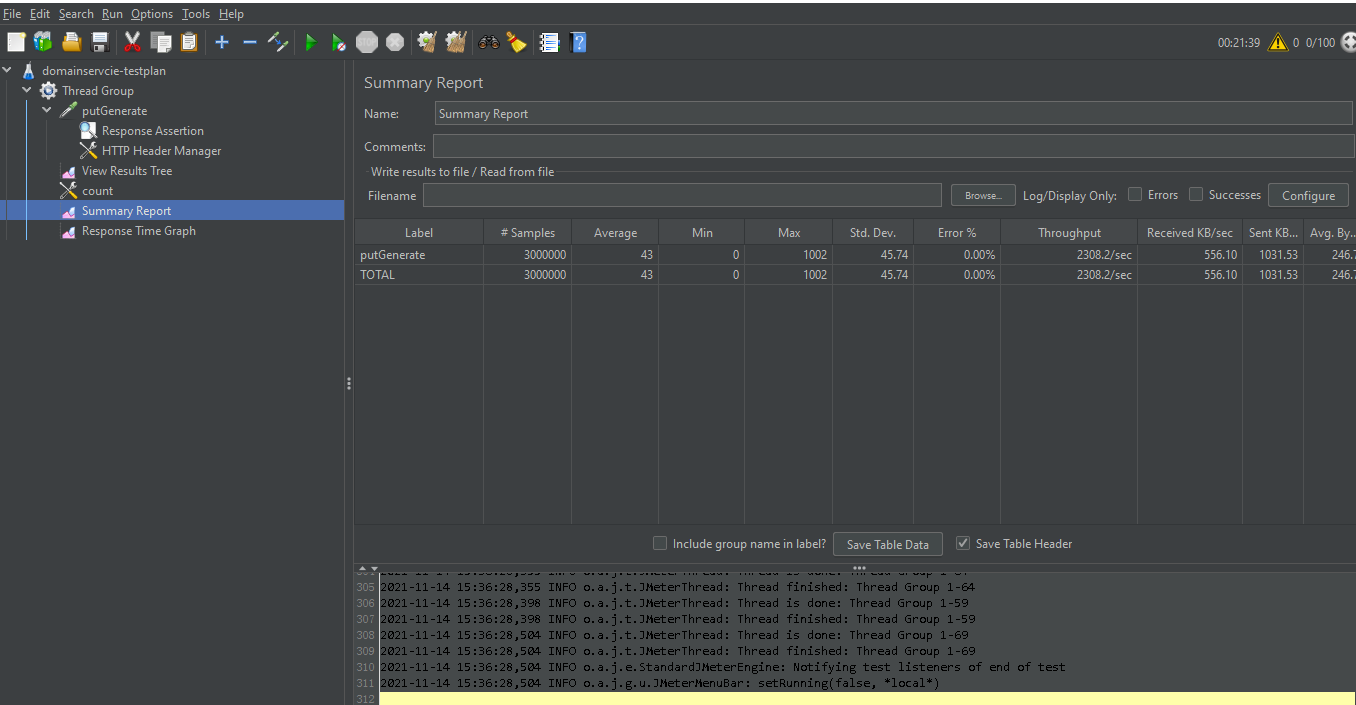 File Edit Search Run Options Tools Help
00:21:39 0 0/100
domainservcie-testplan
Thread Group
putGenerate
Response Assertion
HTTP Header Manager
View Results Tree
count
Summary Report
Response Time Graph
Summary Report
Name: Summary Report
Comments:
Write results to file / Read from file
Filename Browse... Log/Display Only: Errors Successes Configure
Label # Samples Average Min Max Std. Dev. Error % Throughput Received KB/sec Sent KB... Avg. By...
putGenerate 3000000 43 0 1002 45.74 0.00% 2308.2/sec 556.10 1031.53 246.7
TOTAL 3000000 43 0 1002 45.74 0.00% 2308.2/sec 556.10 1031.53 246.7
Include group name in label? Save Table Data Save Table Header
305 2021-11-14 15:36:28,355 INFO o.a.j.t.JMeterThread: Thread finished: Thread Group 1-64
306 2021-11-14 15:36:28,398 INFO o.a.j.t.JMeterThread: Thread is done: Thread Group 1-59
307 2021-11-14 15:36:28,398 INFO o.a.j.t.JMeterThread: Thread finished: Thread Group 1-59
308 2021-11-14 15:36:28,504 INFO o.a.j.t.JMeterThread: Thread is done: Thread Group 1-69
309 2021-11-14 15:36:28,504 INFO o.a.j.t.JMeterThread: Thread finished: Thread Group 1-69
310 2021-11-14 15:36:28,504 INFO o.a.j.e.StandardJMeterEngine: Notifying test listeners of end of test
311 2021-11-14 15:36:28,504 INFO o.a.j.g.u.JMeterMenuBar: setRunning(false, *local*)
312